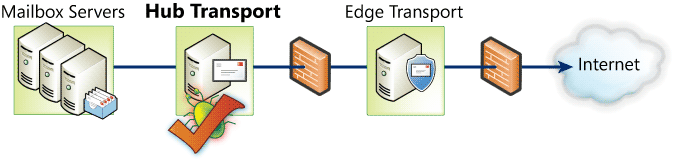 Mailbox Servers
Hub Transport
Edge Transport
Internet